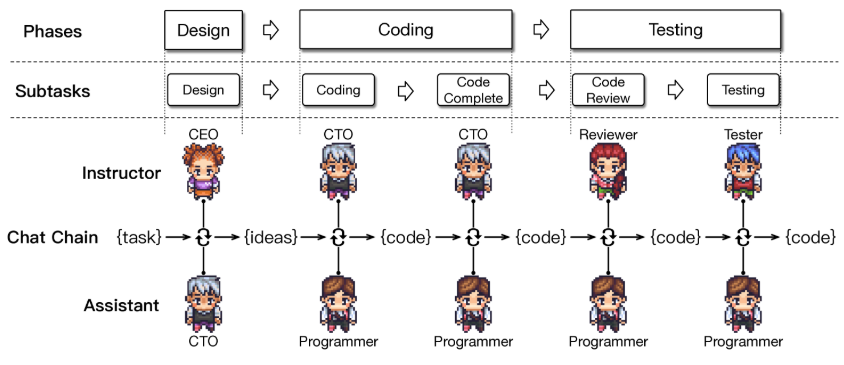 Phases
Design
Coding
Testing
Subtasks
Design
Coding
Code
Complete
Code
Review
Testing
CEO
CTO
CTO
Reviewer
Tester
Instructor
Chat Chain
{task}
{ideas}
{code}
{code}
{code}
{code}
Assistant
CTO
Programmer
Programmer
Programmer
Programmer